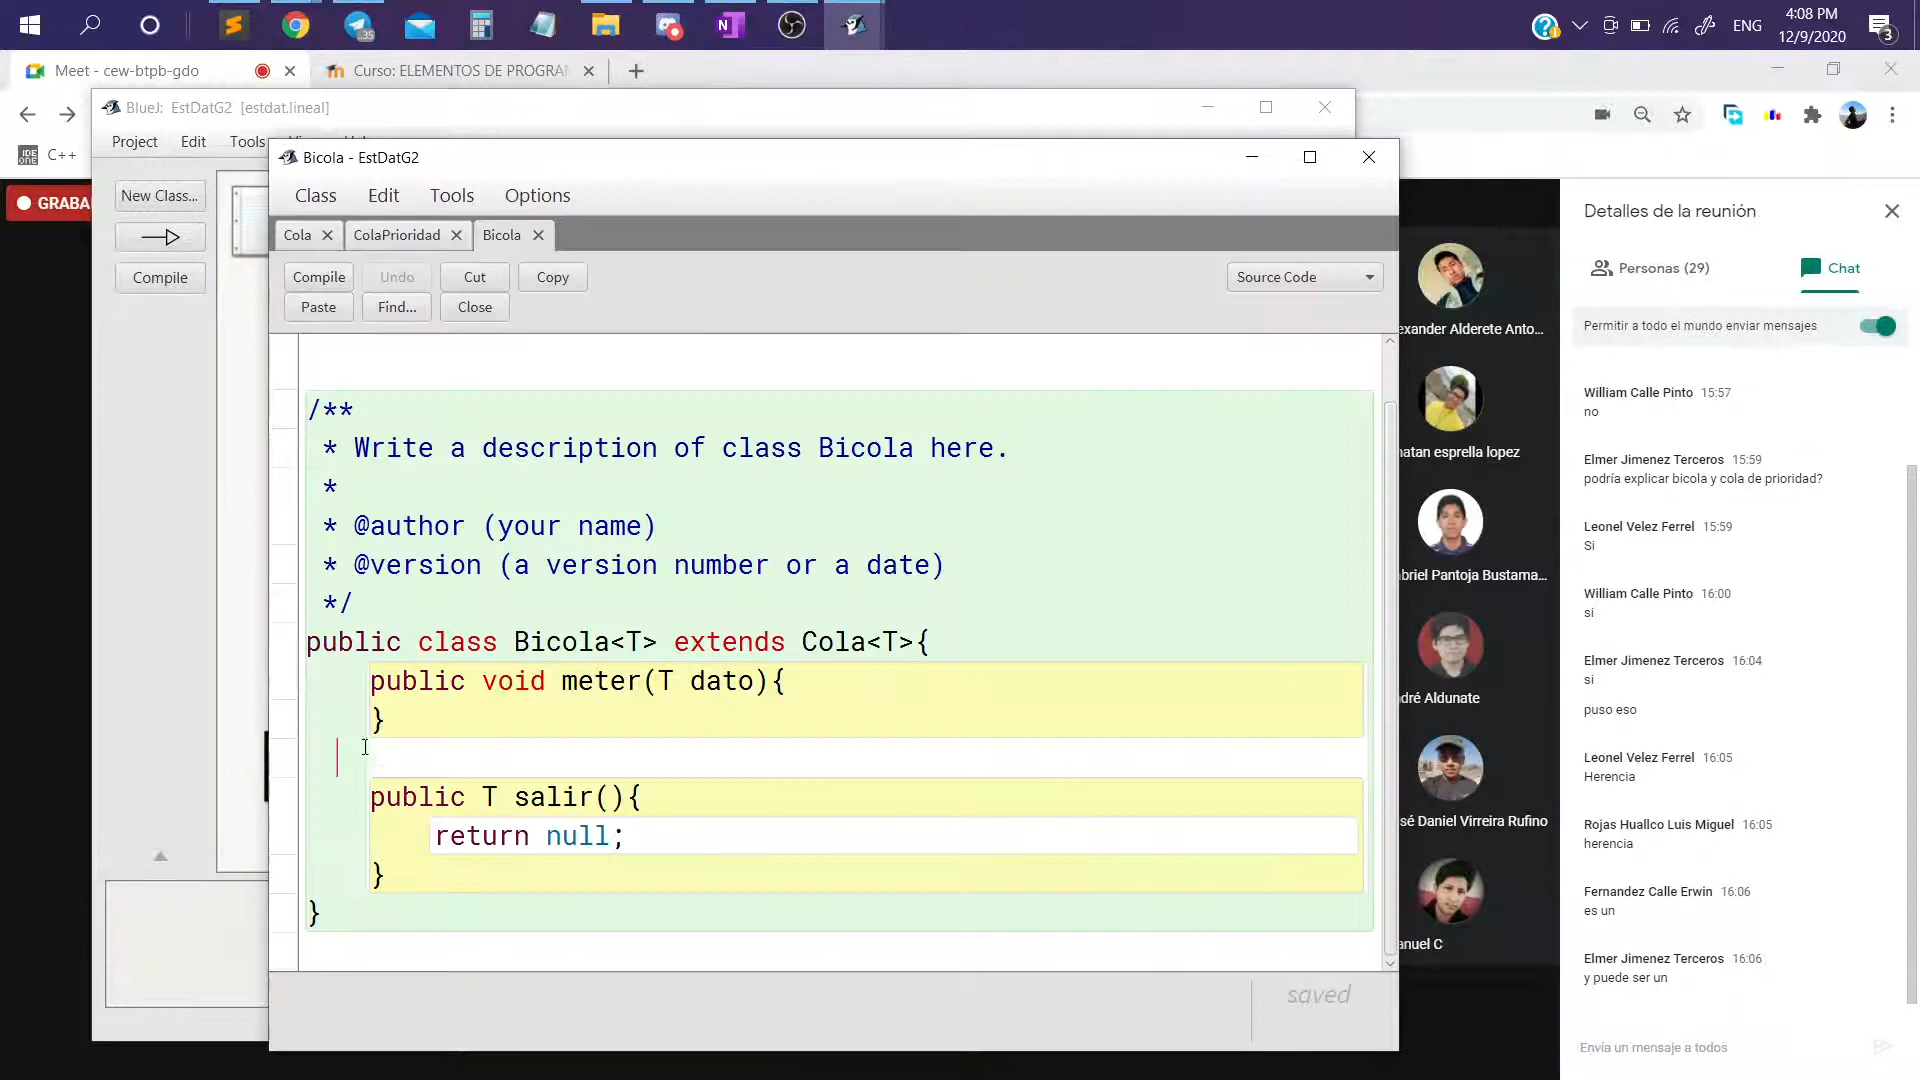 35
ENG
4:08 PM
12/9/2020
3
Meet - cew-btpb-gdo
Curso: ELEMENTOS DE PROGRA
BlueJ: EstDatG2 [estdat.lineal]
Project Edit Tools
C++
Bicola - EstDatG2
New Class...
Compile
GRABA
Class Edit Tools Options
Cola ColaPrioridad Bicola
Compile Undo Cut Copy
Paste Find... Close
Source Code
/**
* Write a description of class Bicola here.
*
* @author (your name)
* @version (a version number or a date)
*/
public class Bicola<T> extends Cola<T>{
public void meter(T dato){
}
public T salir(){
return null;
}
}
saved
exander Alderete Anto...
natan esprella lopez
briel Pantoja Bustama...
dré Aldunate
sé Daniel Virreira Rufino
anuel C
Detalles de la reunión
Personas (29)
Chat
Permitir a todo el mundo enviar mensajes
William Calle Pinto 15:57
no
Elmer Jimenez Terceros 15:59
podría explicar bicola y cola de prioridad?
Leonel Velez Ferrel 15:59
Si
William Calle Pinto 16:00
si
Elmer Jimenez Terceros 16:04
si
puso eso
Leonel Velez Ferrel 16:05
Herencia
Rojas Huallco Luis Miguel 16:05
herencia
Fernandez Calle Erwin 16:06
es un
Elmer Jimenez Terceros 16:06
y puede ser un
Envía un mensaje a todos